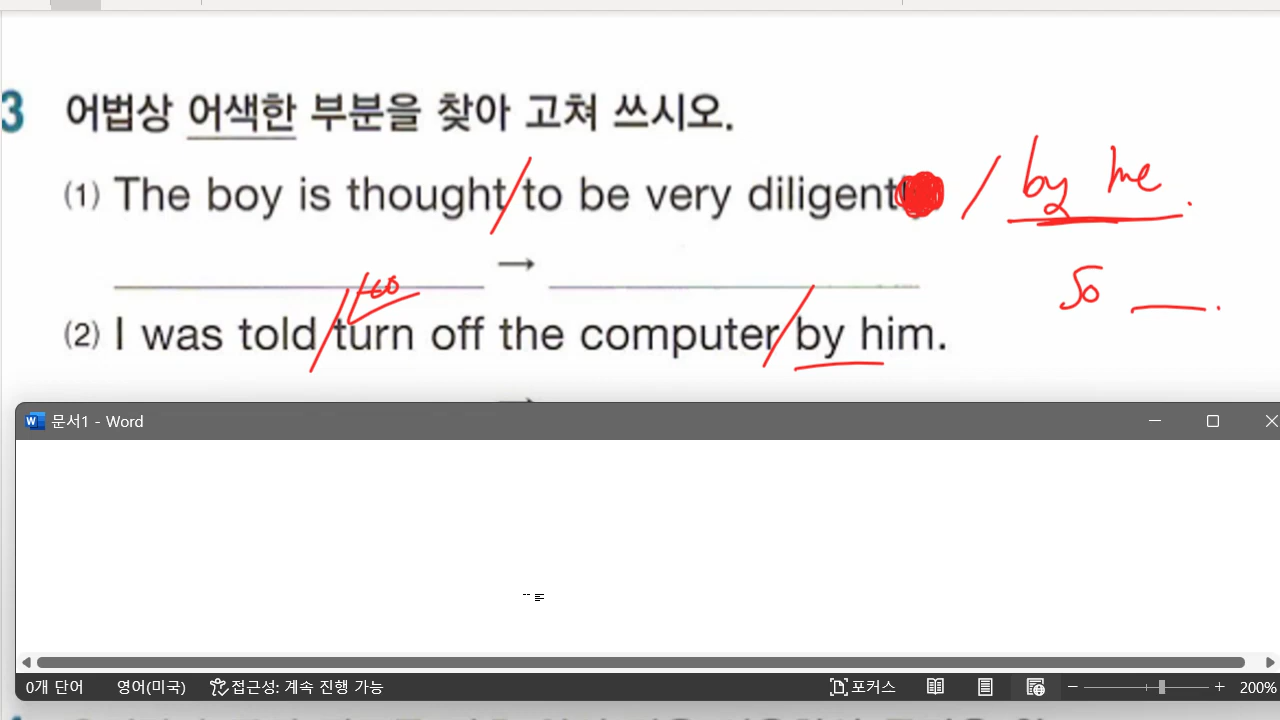 3 어법상 어색한 부분을 찾아 고쳐 쓰시오.
(1) The boy is thought / to be very diligent / by me.
→
so
to
(2) I was told / turn off the computer / by him.
→
문서1 - Word
0개 단어 영어(미국) 접근성: 계속 진행 가능 포커스 200%